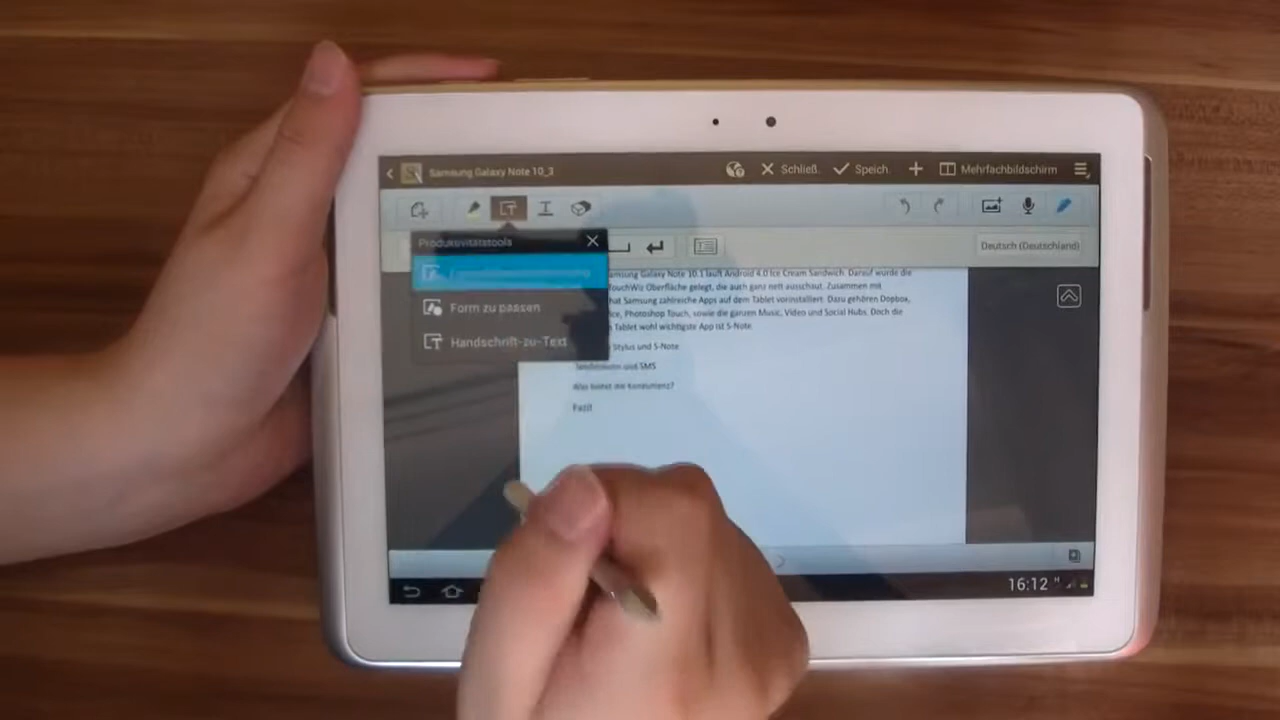 Samsung Galaxy Note 10_3
Schließ. Speich. Mehrfachbildschirm
Produktivitätstools
Deutsch (Deutschland)
Form zu passen
Handschrift-zu-Text
amsung Galaxy Note 10.1 läuft Android 4.0 Ice Cream Sandwich. Darauf wurde die
TouchWiz Oberfläche gelegt, die auch ganz nett ausschaut. Zusammen mit
hat Samsung zahlreiche Apps auf dem Tablet vorinstalliert. Dazu gehören Dopbox,
ice, Photoshop Touch, sowie die ganzen Music, Video und Social Hubs. Doch die
Tablet wohl wichtigste App ist S-Note
Stylus und S-Note
Telefonieren und SMS
Was bietet die Konkurrenz?
Fazit
16:12